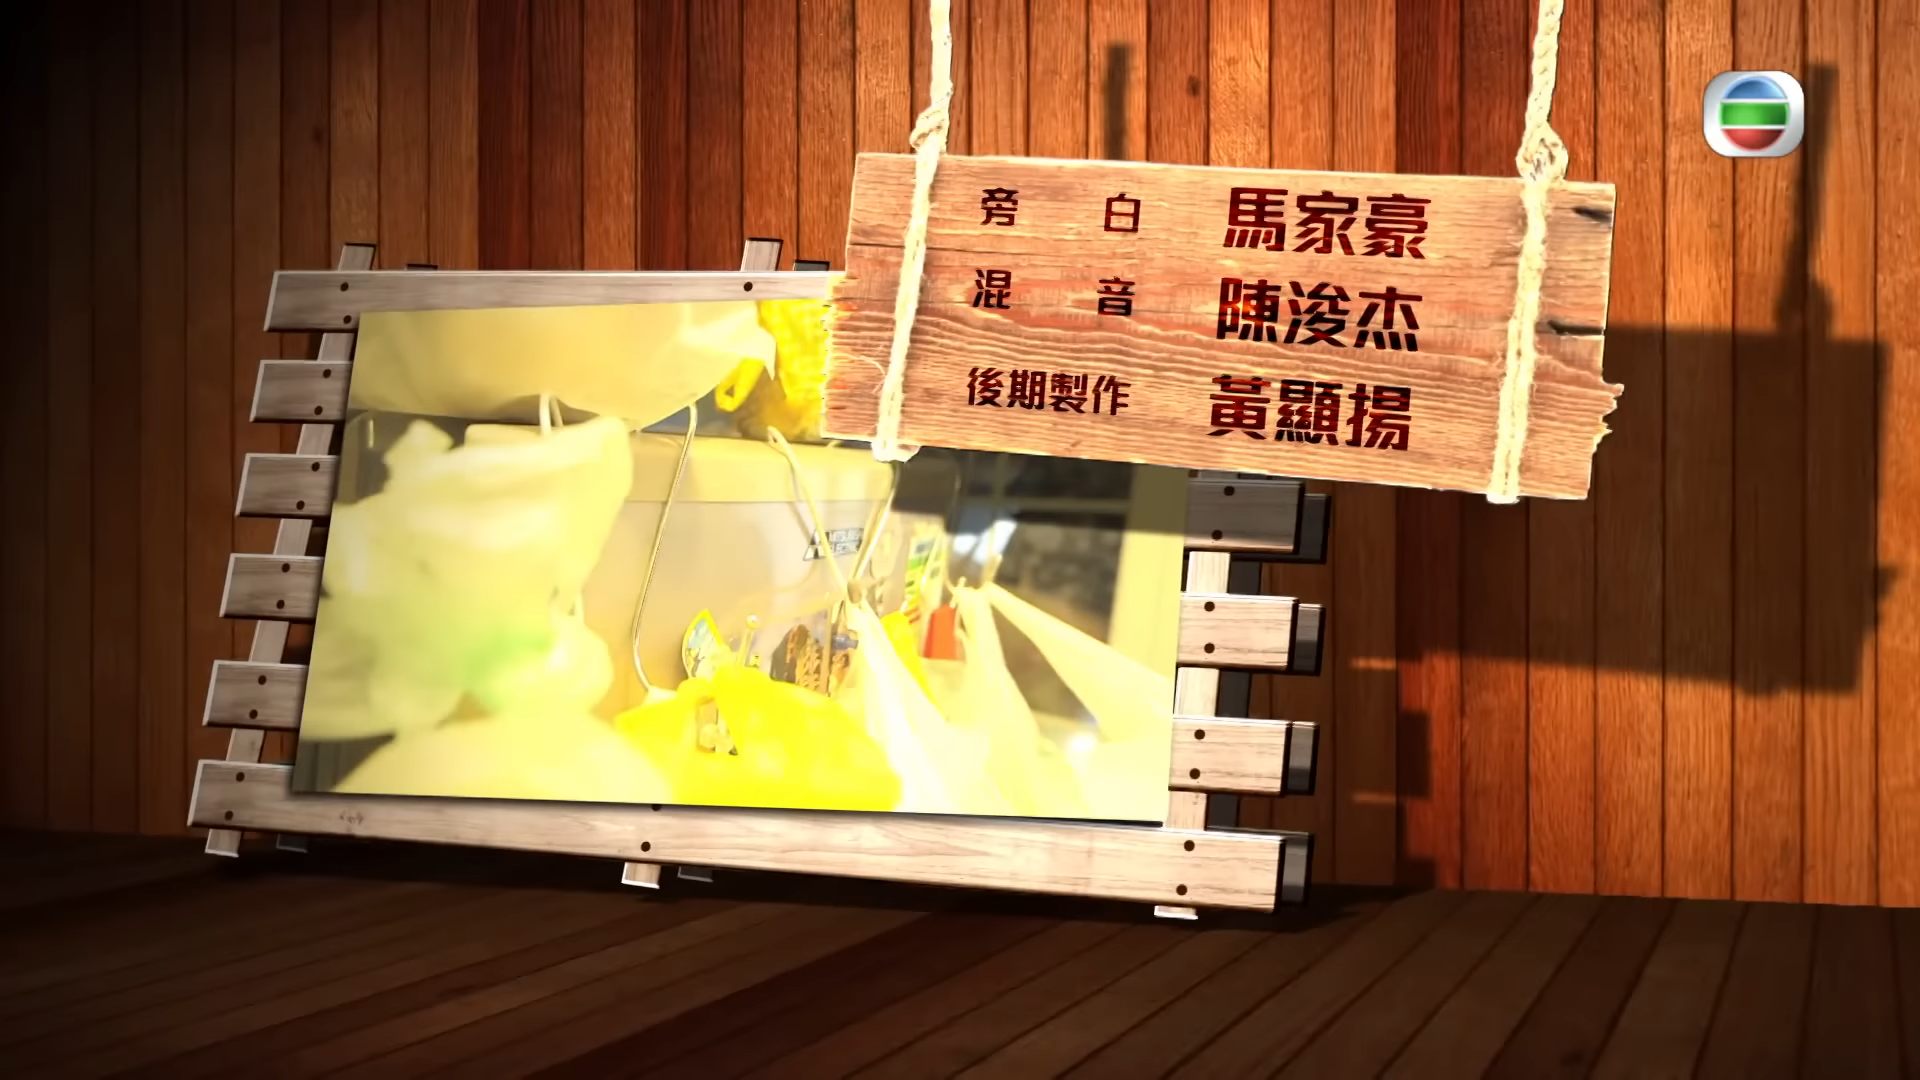 旁白 馬家豪
混音 陳浚杰
後期製作 黃顯揚